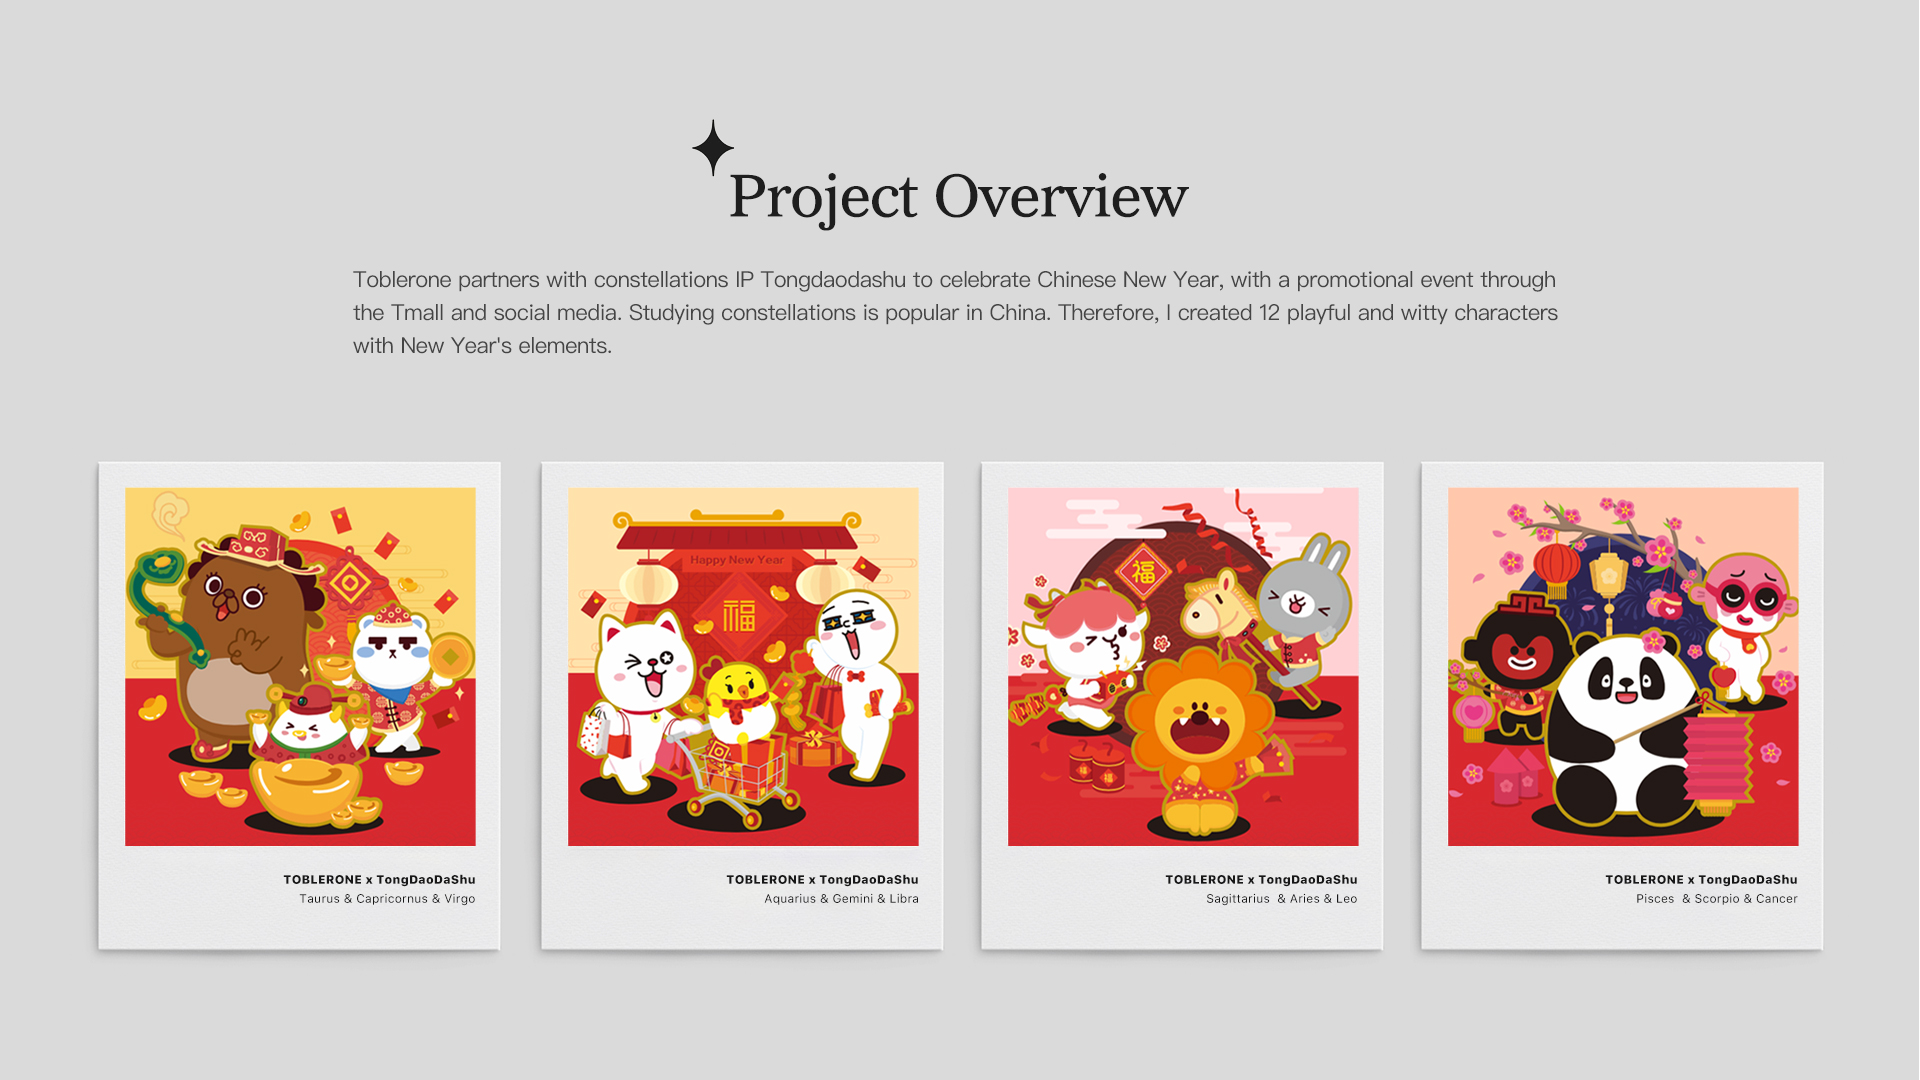 Project Overview
Toblerone partners with constellations IP Tongdaodashu to celebrate Chinese New Year, with a promotional event through
the Tmall and social media. Studying constellations is popular in China. Therefore, I created 12 playful and witty characters
with New Year's elements.
Happy New Year
福
福
TOBLERONE x TongDaoDaShu
Taurus & Capricornus & Virgo
TOBLERONE x TongDaoDaShu
Aquarius & Gemini & Libra
TOBLERONE x TongDaoDaShu
Sagittarius & Aries & Leo
TOBLERONE x TongDaoDaShu
Pisces & Scorpio & Cancer